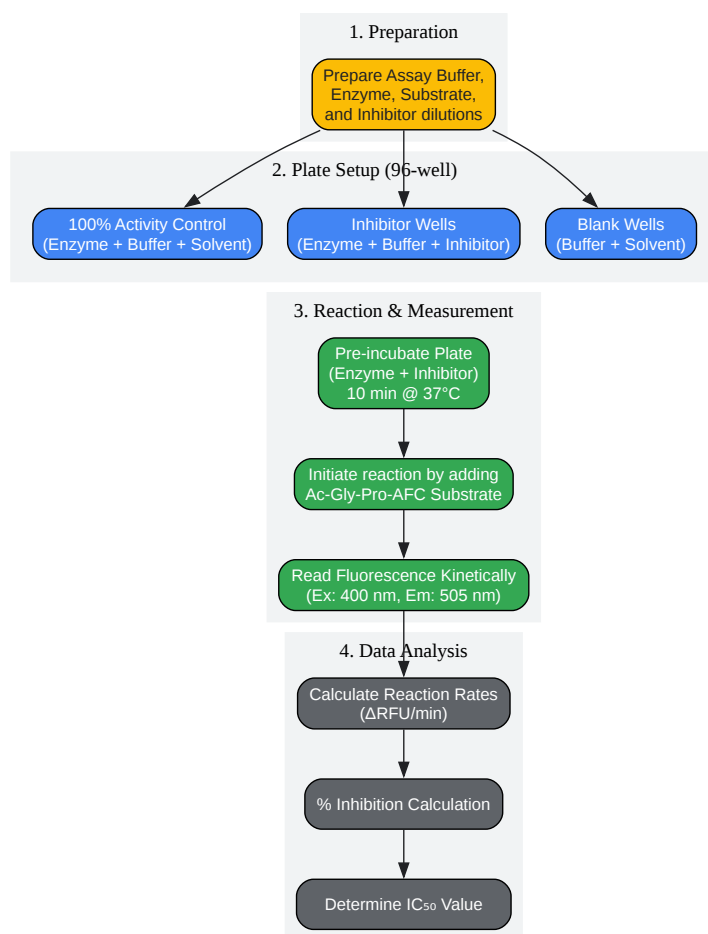 1. Preparation
Prepare Assay Buffer,
Enzyme, Substrate,
and Inhibitor dilutions
2. Plate Setup (96-well)
100% Activity Control
(Enzyme + Buffer + Solvent)
Inhibitor Wells
(Enzyme + Buffer + Inhibitor)
Blank Wells
(Buffer + Solvent)
3. Reaction & Measurement
Pre-incubate Plate
(Enzyme + Inhibitor)
10 min @ 37°C
Initiate reaction by adding
Ac-Gly-Pro-AFC Substrate
Read Fluorescence Kinetically
(Ex: 400 nm, Em: 505 nm)
4. Data Analysis
Calculate Reaction Rates
(ΔRFU/min)
% Inhibition Calculation
Determine IC₅₀ Value